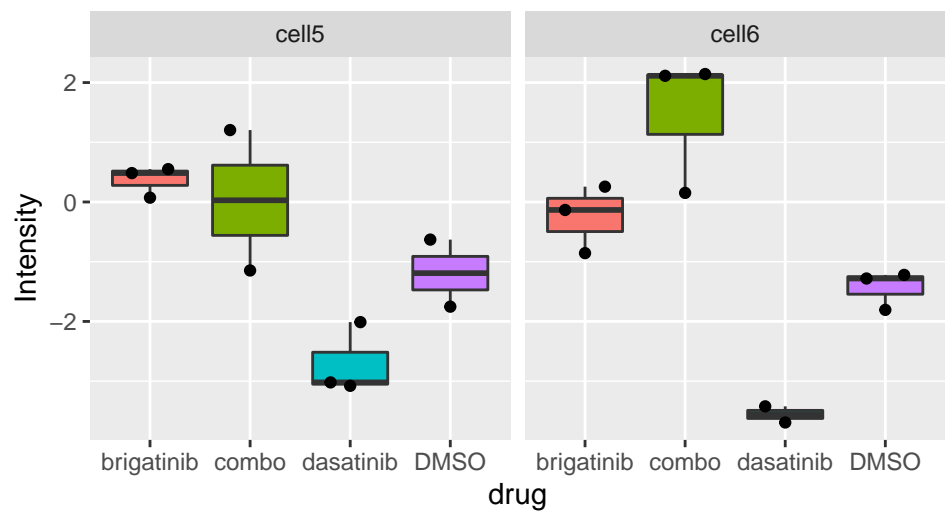 cell5 cell6
2
0
−2
Intensity
brigatinib combo dasatinib DMSO brigatinib combo dasatinib DMSO
drug